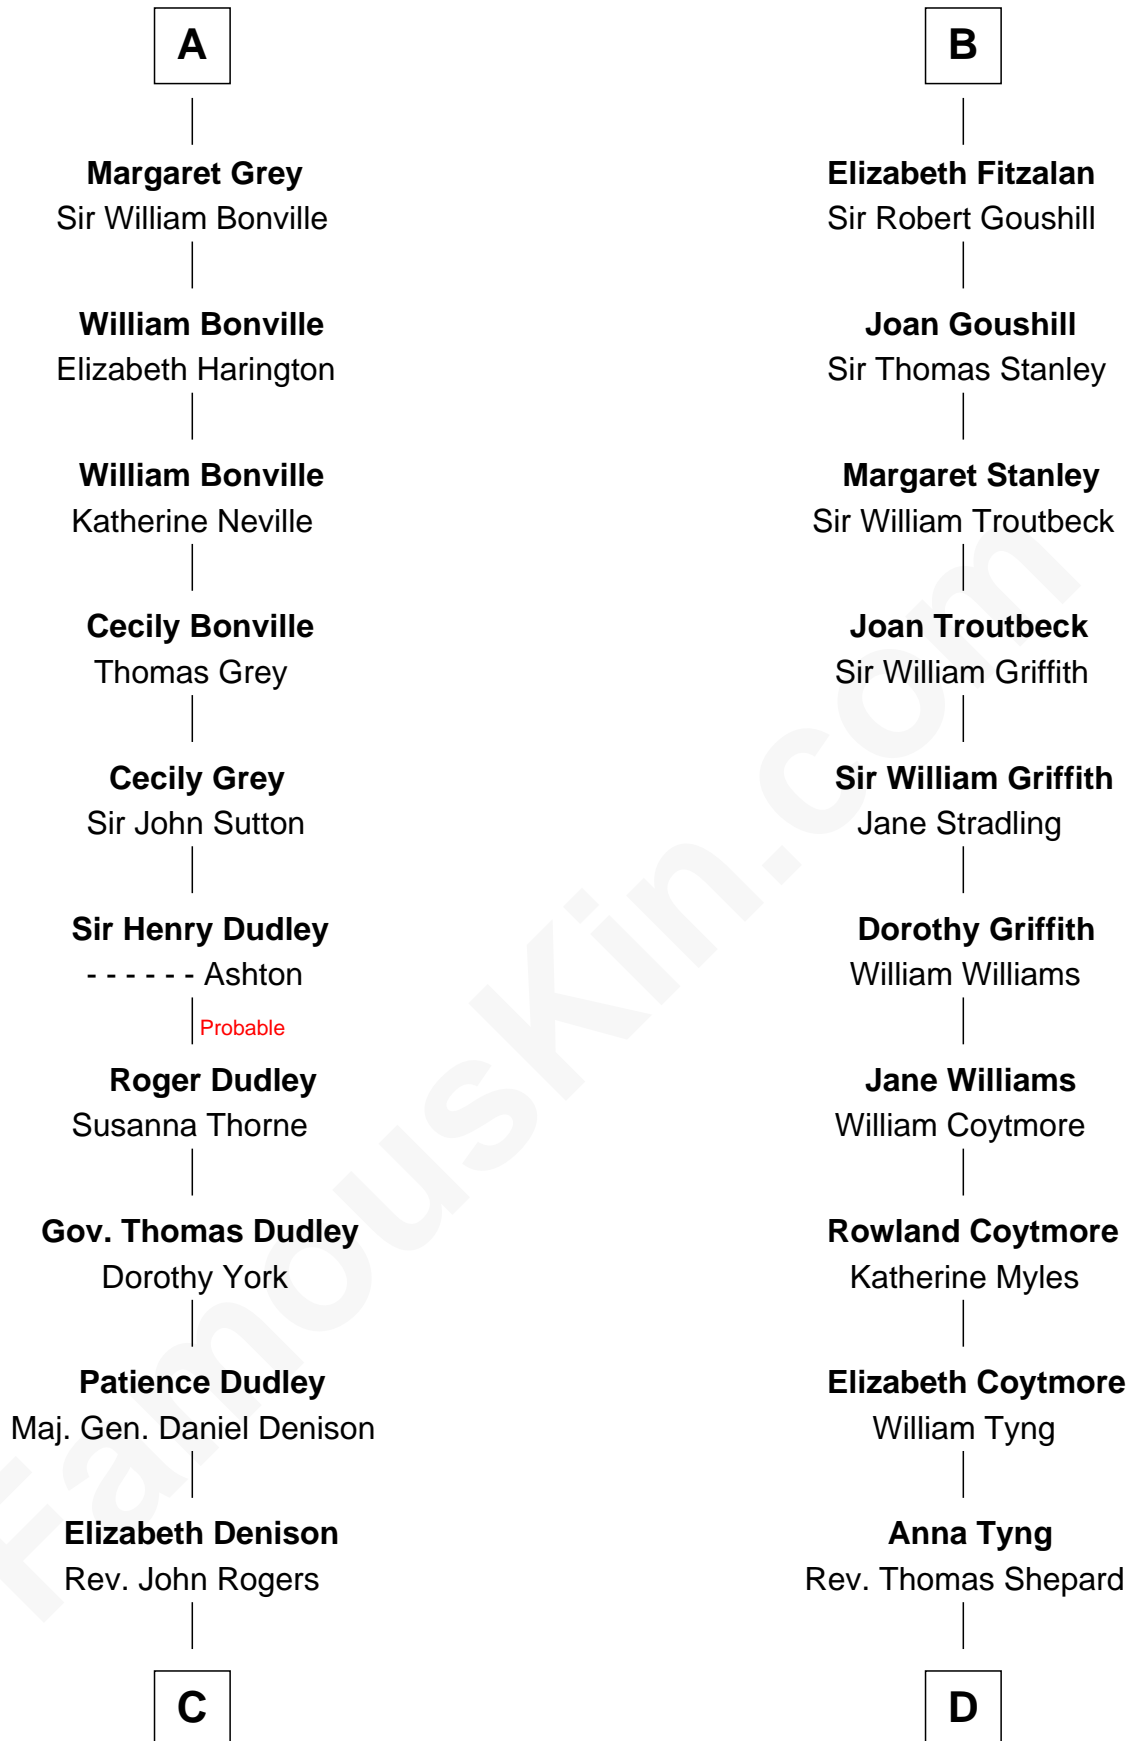 A
Margaret Grey
Sir William Bonville
William Bonville
Elizabeth Harington
William Bonville
Katherine Neville
Cecily Bonville
Thomas Grey
Cecily Grey
Sir John Sutton
Sir Henry Dudley
- - - - - - Ashton
Probable
Roger Dudley
Susanna Thorne
Gov. Thomas Dudley
Dorothy York
Patience Dudley
Maj. Gen. Daniel Denison
Elizabeth Denison
Rev. John Rogers
C
B
Elizabeth Fitzalan
Sir Robert Goushill
Joan Goushill
Sir Thomas Stanley
Margaret Stanley
Sir William Troutbeck
Joan Troutbeck
Sir William Griffith
Sir William Griffith
Jane Stradling
Dorothy Griffith
William Williams
Jane Williams
William Coytmore
Rowland Coytmore
Katherine Myles
Elizabeth Coytmore
William Tyng
Anna Tyng
Rev. Thomas Shepard
D
FamousKin.com